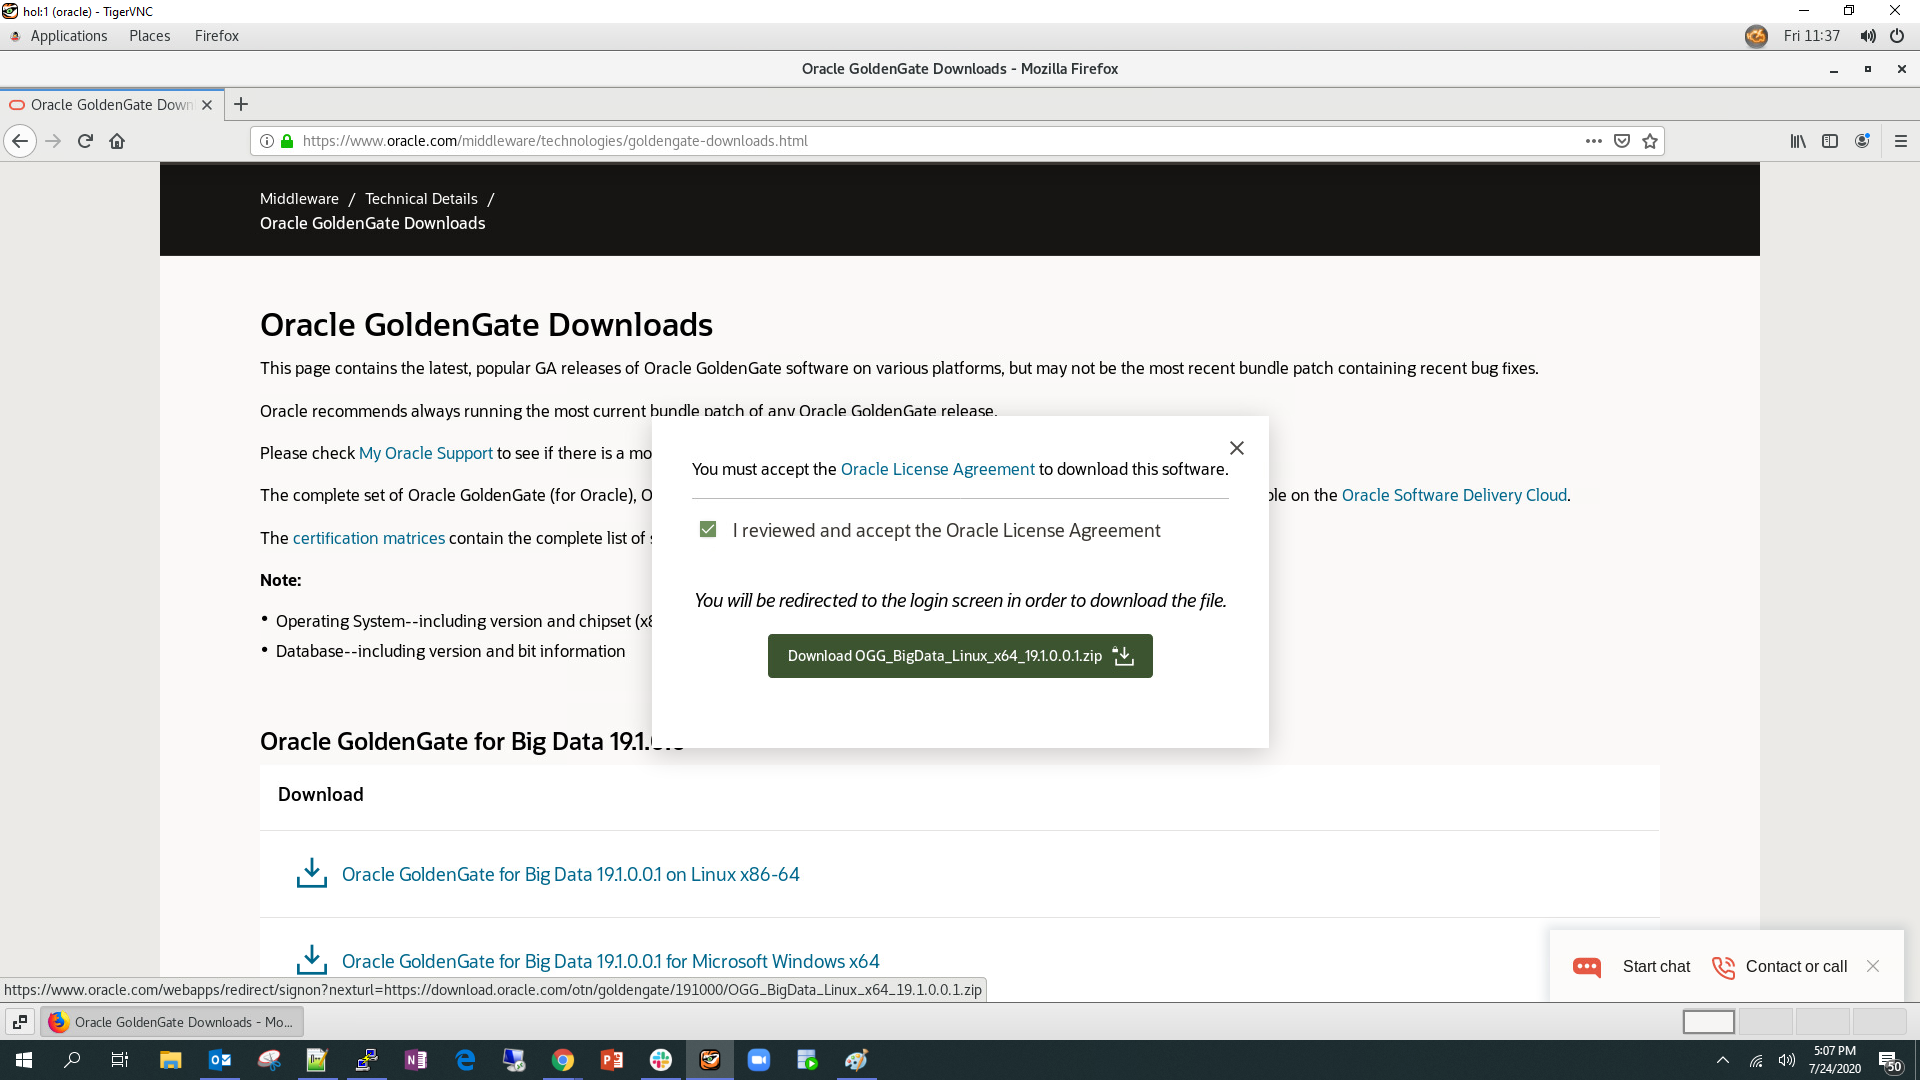 hol:1 (oracle) - TigerVNC
Applications Places Firefox
Fri 11:37
Oracle GoldenGate Downloads - Mozilla Firefox
Oracle GoldenGate Down
https://www.oracle.com/middleware/technologies/goldengate-downloads.html
Middleware / Technical Details /
Oracle GoldenGate Downloads
Oracle GoldenGate Downloads
This page contains the latest, popular GA releases of Oracle GoldenGate software on various platforms, but may not be the most recent bundle patch containing recent bug fixes.
Oracle recommends always running the most current bundle patch of any Oracle GoldenGate release.
Please check My Oracle Support to see if there is a mo
The complete set of Oracle GoldenGate (for Oracle), O
ble on the Oracle Software Delivery Cloud.
The certification matrices contain the complete list of s
Note:
• Operating System--including version and chipset (x8
• Database--including version and bit information
You must accept the Oracle License Agreement to download this software.
I reviewed and accept the Oracle License Agreement
You will be redirected to the login screen in order to download the file.
Download OGG_BigData_Linux_x64_19.1.0.0.1.zip
Oracle GoldenGate for Big Data 19.1.0.0
Download
Oracle GoldenGate for Big Data 19.1.0.0.1 on Linux x86-64
Oracle GoldenGate for Big Data 19.1.0.0.1 for Microsoft Windows x64
Start chat
Contact or call
https://www.oracle.com/webapps/redirect/signon?nexturl=https://download.oracle.com/otn/goldengate/191000/OGG_BigData_Linux_x64_19.1.0.0.1.zip
Oracle GoldenGate Downloads - Mo...
5:07 PM
7/24/2020
50